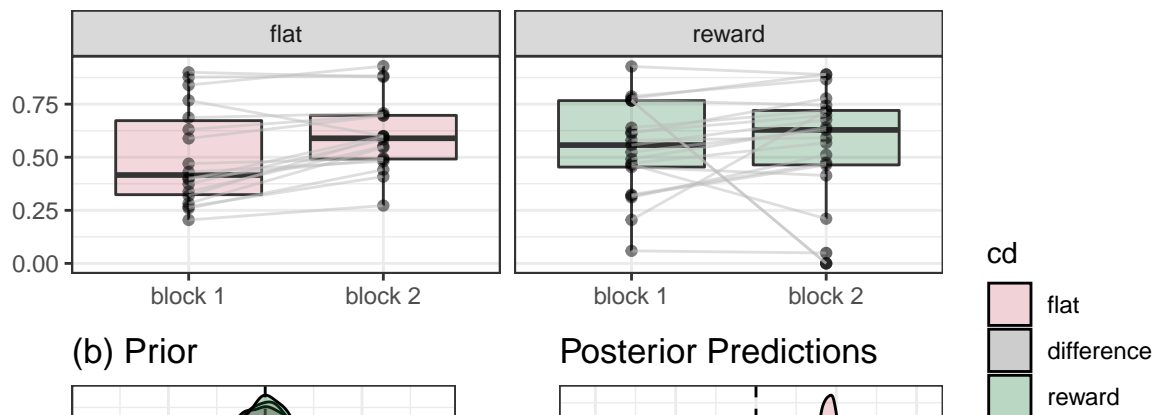 flat
reward
0.75
0.50
0.25
0.00
block 1
block 2
block 1
block 2
cd
flat
difference
reward
(b) Prior
Posterior Predictions